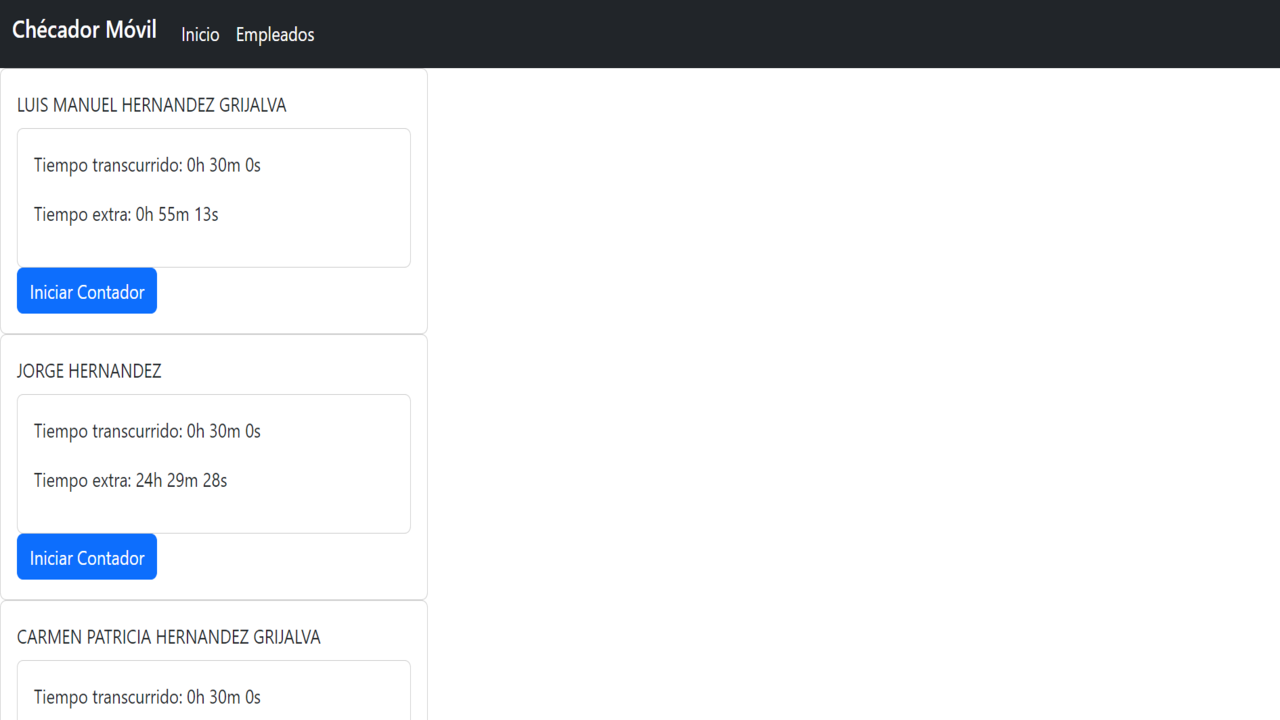 Chécador Móvil Inicio Empleados
LUIS MANUEL HERNANDEZ GRIJALVA
Tiempo transcurrido: 0h 30m 0s
Tiempo extra: 0h 55m 13s
Iniciar Contador
JORGE HERNANDEZ
Tiempo transcurrido: 0h 30m 0s
Tiempo extra: 24h 29m 28s
Iniciar Contador
CARMEN PATRICIA HERNANDEZ GRIJALVA
Tiempo transcurrido: 0h 30m 0s